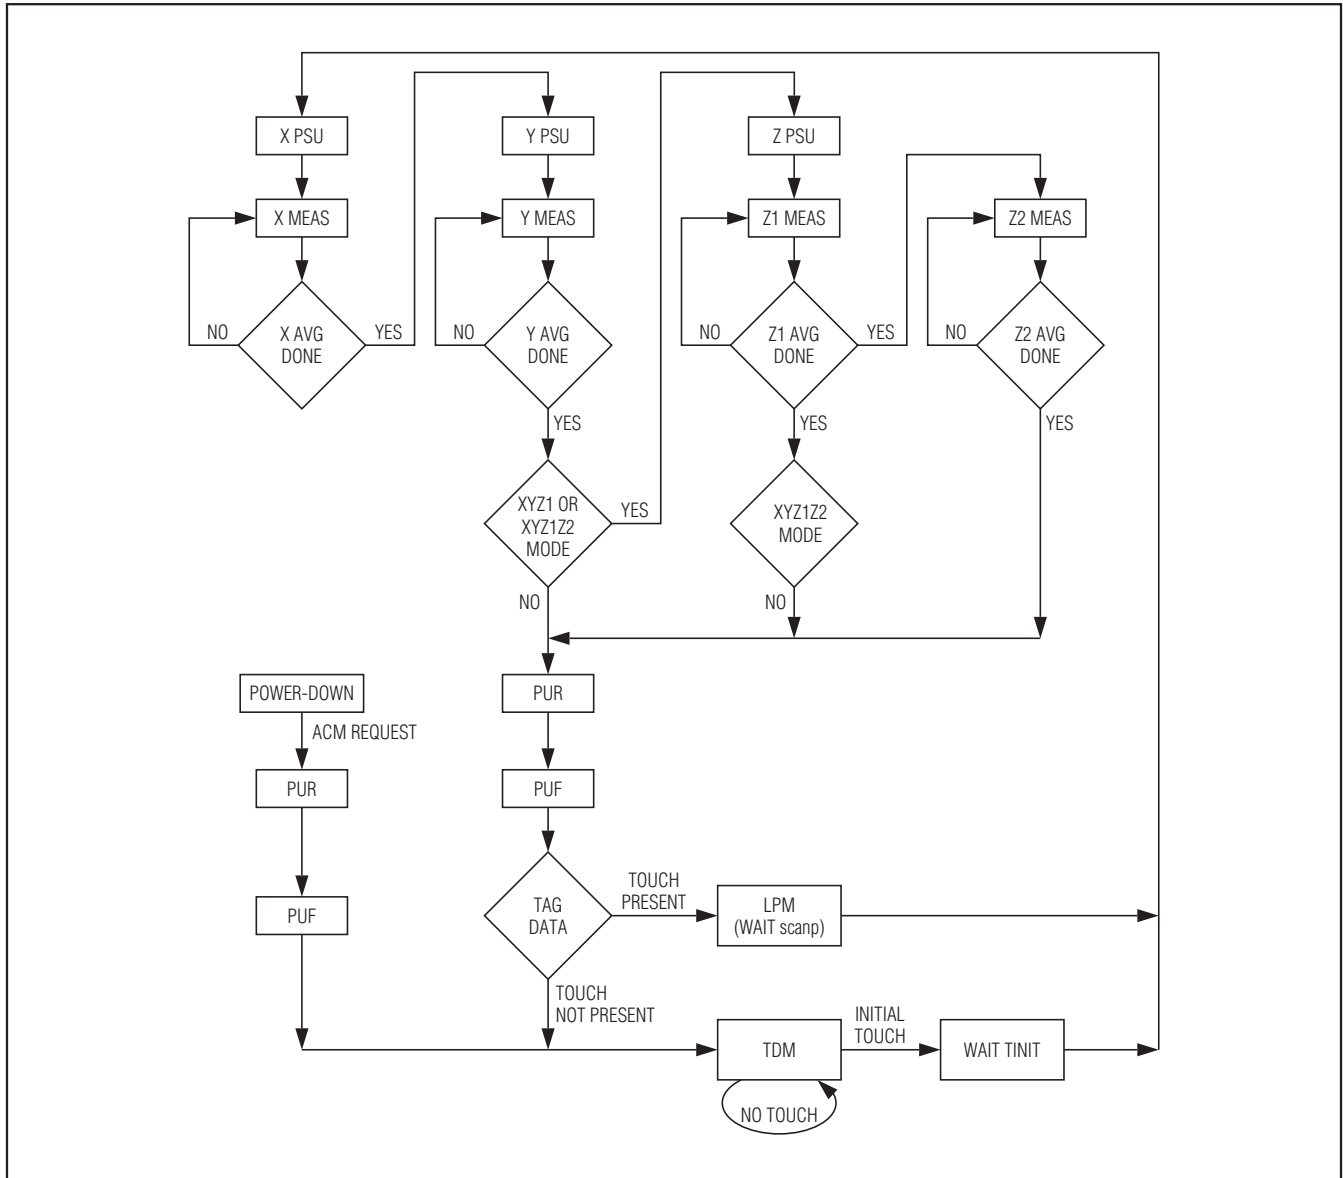 X PSU
Y PSU
Z PSU
X MEAS
Y MEAS
Z1 MEAS
Z2 MEAS
NO
X AVG
DONE
YES
NO
Y AVG
DONE
NO
Z1 AVG
DONE
YES
NO
Z2 AVG
DONE
YES
YES
YES
XYZ1 OR
XYZ1Z2
MODE
YES
XYZ1Z2
MODE
NO
NO
POWER-DOWN
PUR
ACM REQUEST
PUR
PUF
PUF
TAG
DATA
TOUCH
PRESENT
LPM
(WAIT scanp)
TOUCH
NOT PRESENT
TDM
INITIAL
TOUCH
WAIT TINIT
NO TOUCH